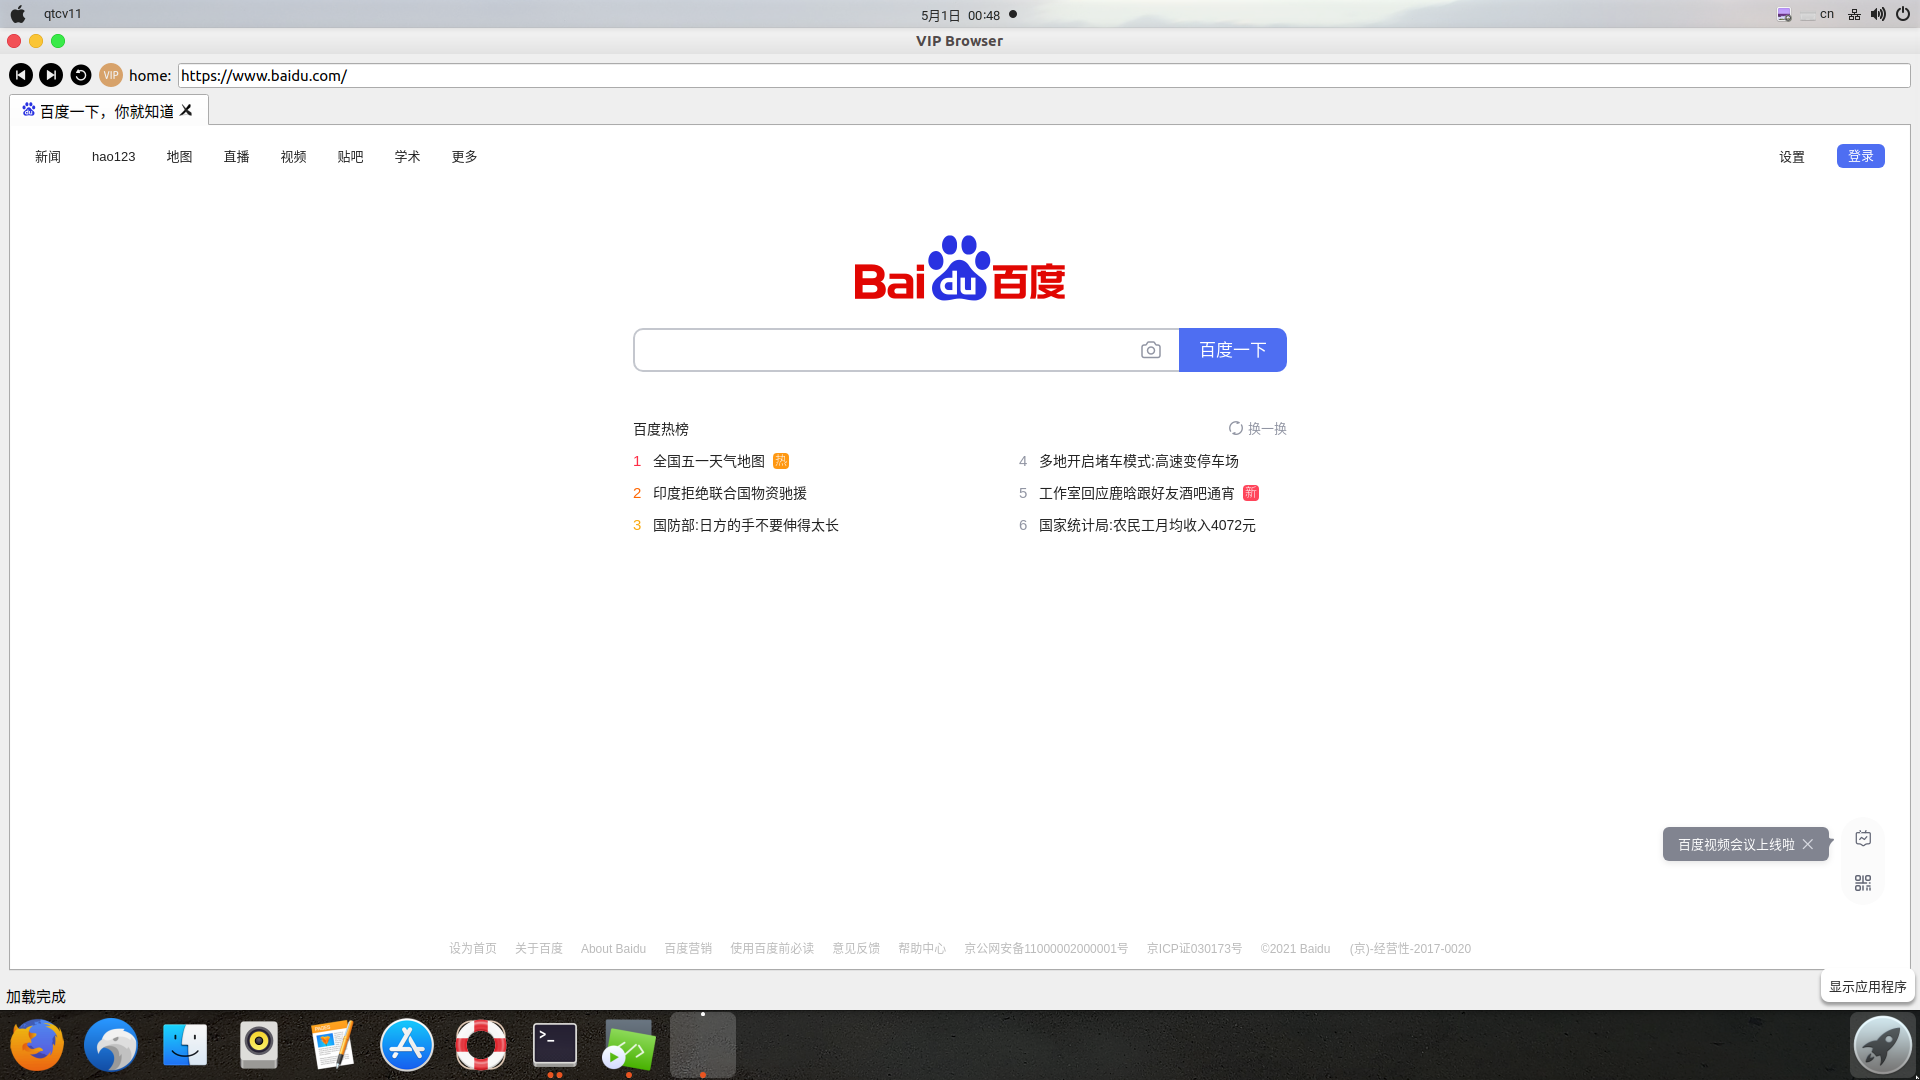 qtcv11
5月1日 00:48
cn
VIP Browser
VIP home: https://www.baidu.com/
百度一下，你就知道
新闻 hao123 地图 直播 视频 贴吧 学术 更多
设置 登录
Bai du 百度
百度一下
百度热榜
换一换
1 全国五一天气地图 热
4 多地开启堵车模式:高速变停车场
2 印度拒绝联合国物资驰援
5 工作室回应鹿晗跟好友酒吧通宵 新
3 国防部:日方的手不要伸得太长
6 国家统计局:农民工月均收入4072元
百度视频会议上线啦
设为首页 关于百度 About Baidu 百度营销 使用百度前必读 意见反馈 帮助中心 京公网安备11000002000001号 京ICP证030173号 ©2021 Baidu (京)-经营性-2017-0020
显示应用程序
加载完成